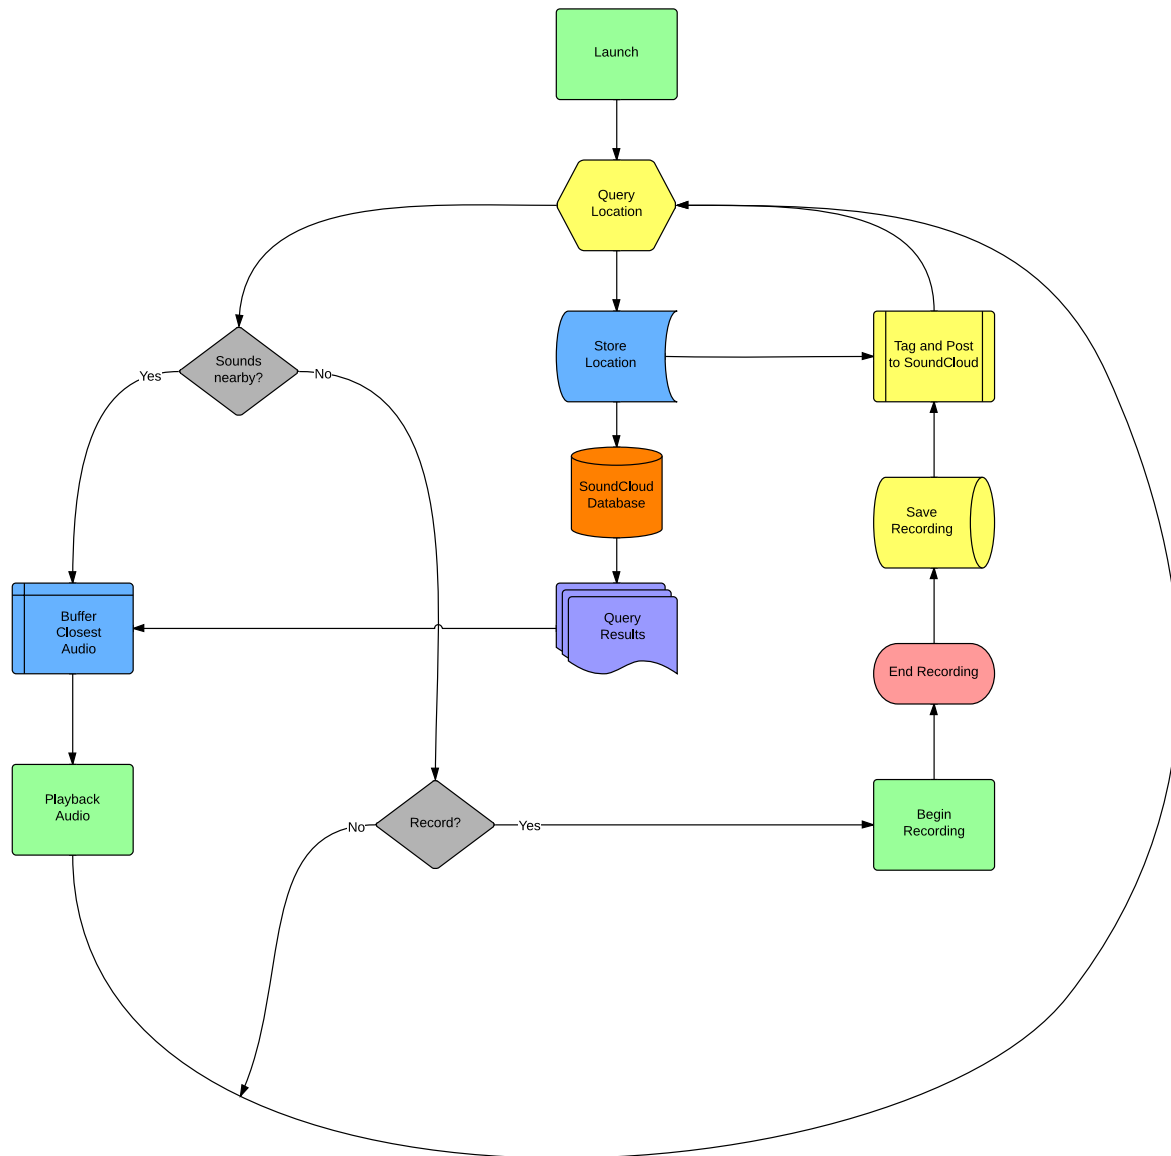 Launch
Query
Location
Sounds
nearby?
Yes
No
Store
Location
Tag and Post
to SoundCloud
SoundCloud
Database
Save
Recording
Buffer
Closest
Audio
Query
Results
End Recording
Playback
Audio
No
Record?
Yes
Begin
Recording